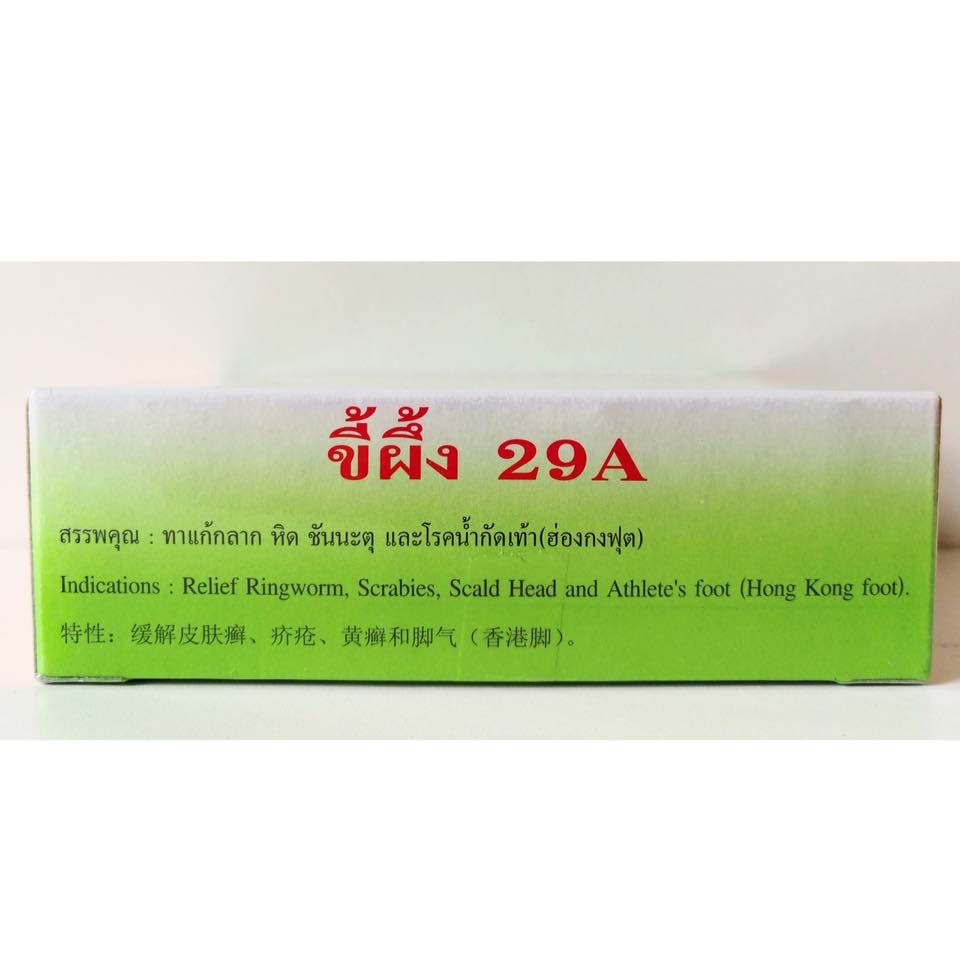 ขี้ผึ้ง 29A
สรรพคุณ : ทาแก้กลาก หิด ชันนะตุ และโรคน้ำกัดเท้า(ฮ่องกงฟุต)
Indications : Relief Ringworm, Scrabies, Scald Head and Athlete's foot (Hong Kong foot).
特性：缓解皮肤癣、疥疮、黄癣和脚气（香港脚）。